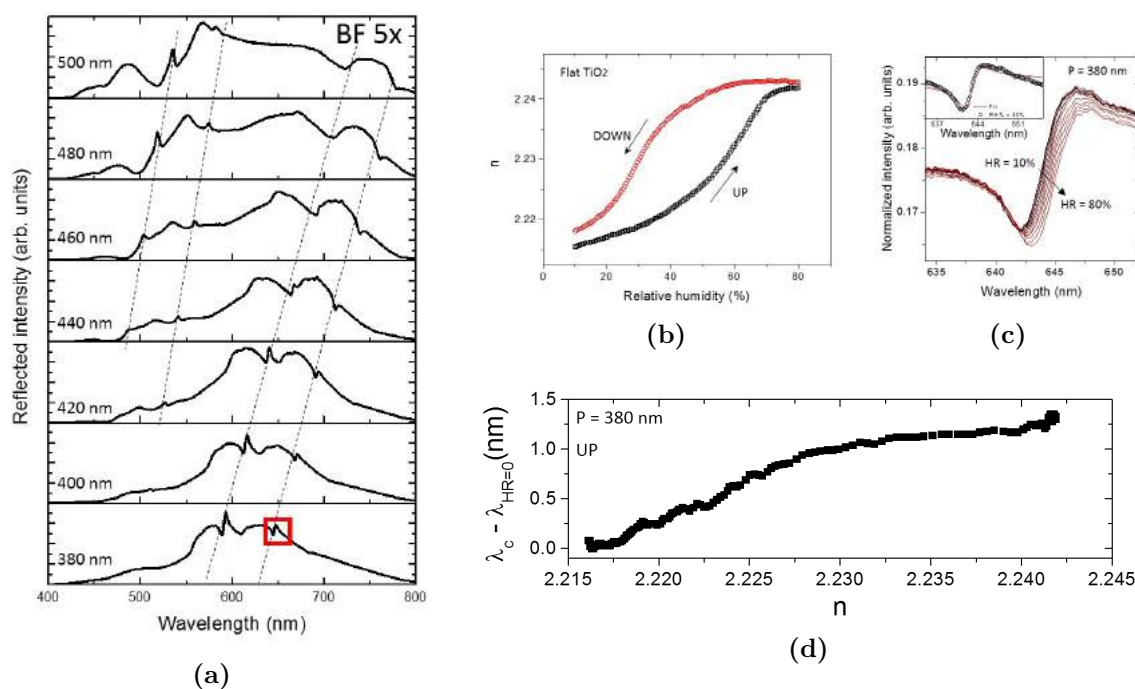 BF 5x
500 nm
480 nm
460 nm
440 nm
420 nm
400 nm
380 nm
Reflected intensity (arb. units)
400 500 600 700 800
Wavelength (nm)
(a)
Flat TiO2
2.24
2.23
2.22
n
DOWN
UP
0 20 40 60 80 90
Relative humidity (%)
(b)
P = 380 nm
0.19
0.18
0.17
Normalized intensity (arb. units)
637 644 651
Wavelength (nm)
HR = 10%
HR = 80%
635 640 645 650
Wavelength (nm)
(c)
P = 380 nm
UP
1.5
1.0
0.5
0.0
λc - λHR=0(nm)
2.215 2.220 2.225 2.230 2.235 2.240 2.245
n
(d)